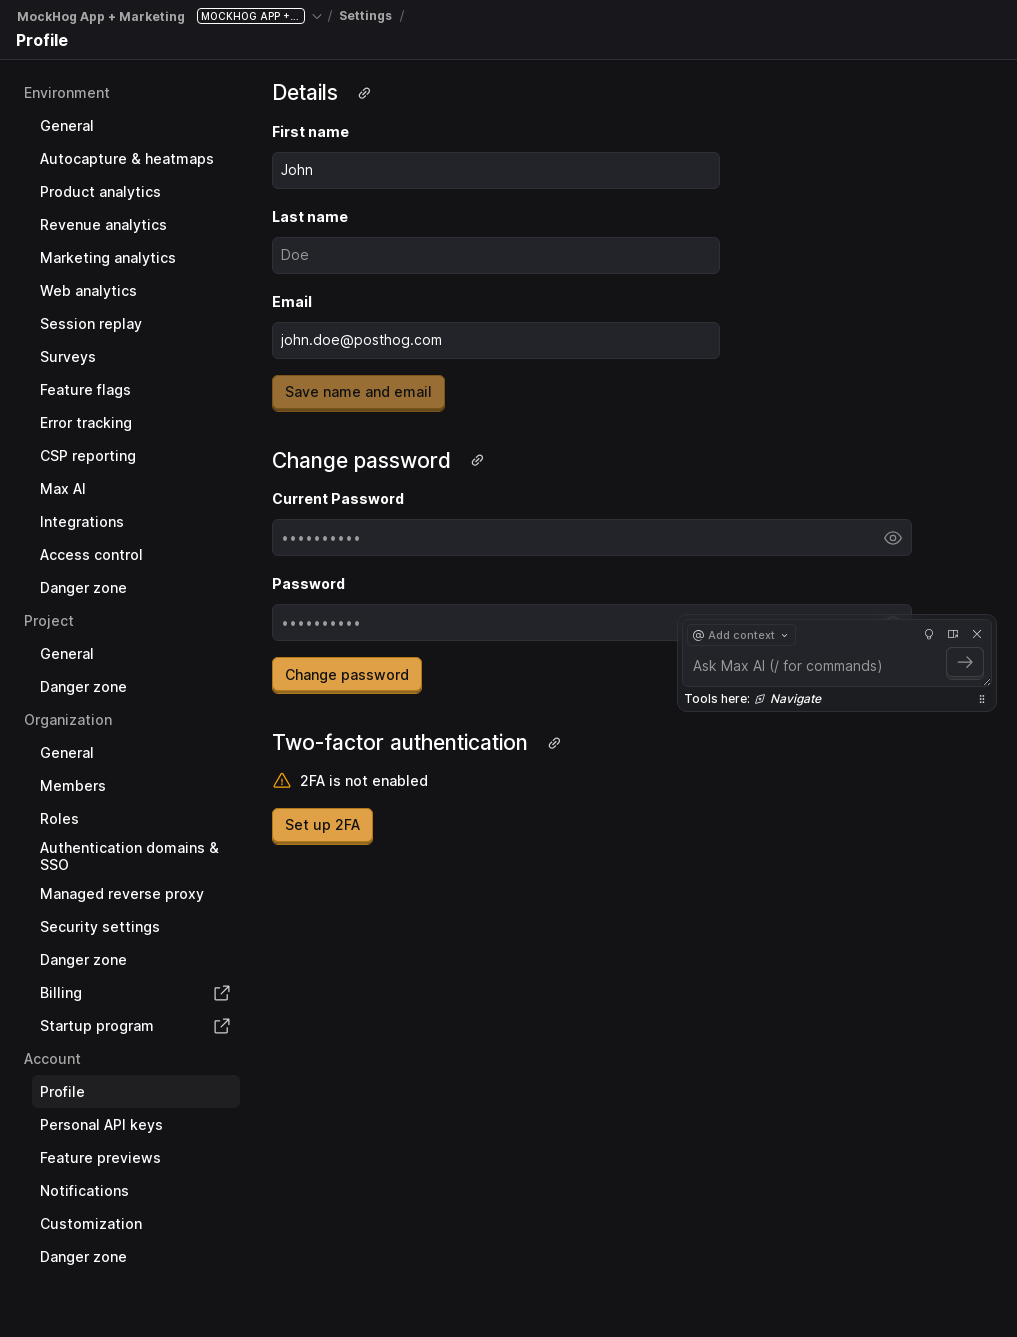 MockHog App + Marketing MOCKHOG APP +... / Settings /
Profile
Environment
General
Autocapture & heatmaps
Product analytics
Revenue analytics
Marketing analytics
Web analytics
Session replay
Surveys
Feature flags
Error tracking
CSP reporting
Max AI
Integrations
Access control
Danger zone
Project
General
Danger zone
Organization
General
Members
Roles
Authentication domains &
SSO
Managed reverse proxy
Security settings
Danger zone
Billing
Startup program
Account
Profile
Personal API keys
Feature previews
Notifications
Customization
Danger zone
Details
First name
John
Last name
Doe
Email
john.doe@posthog.com
Save name and email
Change password
Current Password
••••••••••
Password
••••••••••
Change password
Two-factor authentication
2FA is not enabled
Set up 2FA
@ Add context
Ask Max AI (/ for commands)
Tools here: Navigate